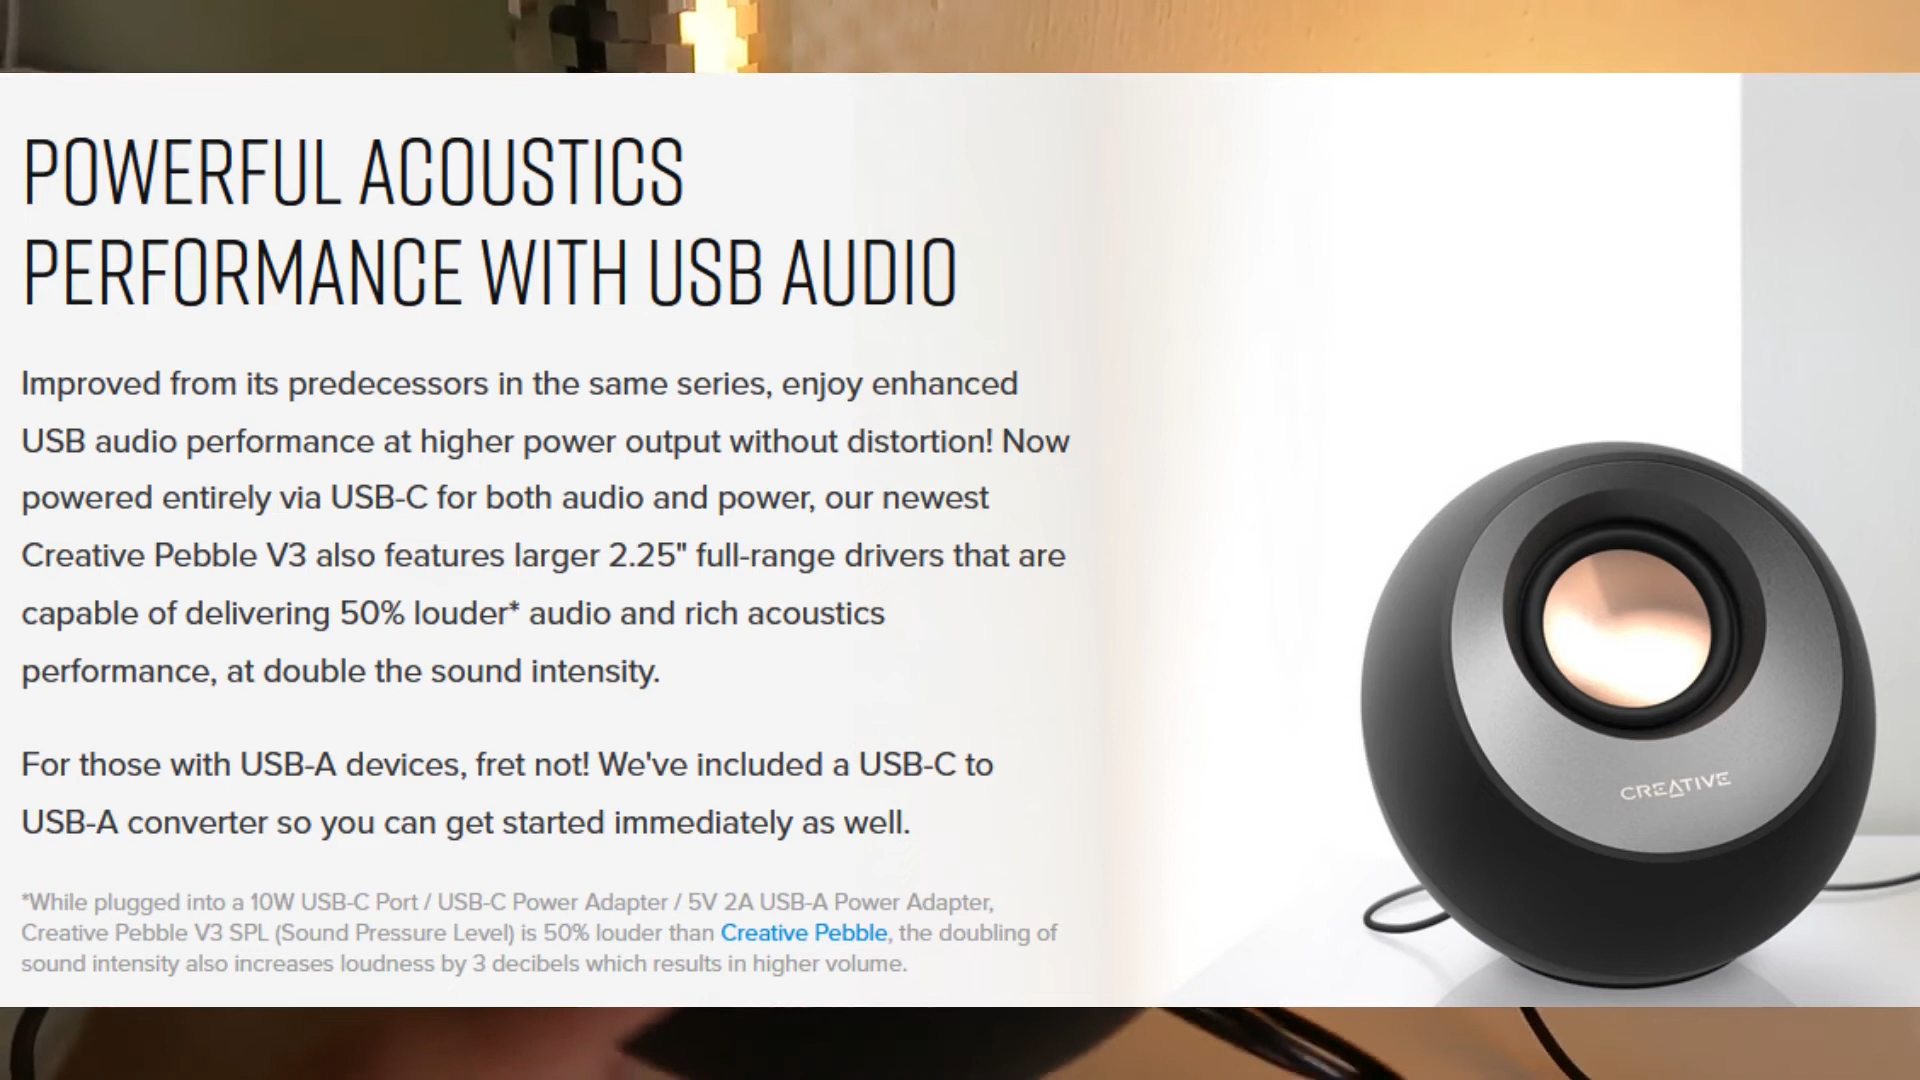 POWERFUL ACOUSTICS
PERFORMANCE WITH USB AUDIO
Improved from its predecessors in the same series, enjoy enhanced
USB audio performance at higher power output without distortion! Now
powered entirely via USB-C for both audio and power, our newest
Creative Pebble V3 also features larger 2.25" full-range drivers that are
capable of delivering 50% louder* audio and rich acoustics
performance, at double the sound intensity.
For those with USB-A devices, fret not! We've included a USB-C to
USB-A converter so you can get started immediately as well.
*While plugged into a 10W USB-C Port / USB-C Power Adapter / 5V 2A USB-A Power Adapter,
Creative Pebble V3 SPL (Sound Pressure Level) is 50% louder than Creative Pebble, the doubling of
sound intensity also increases loudness by 3 decibels which results in higher volume.
CREATIVE